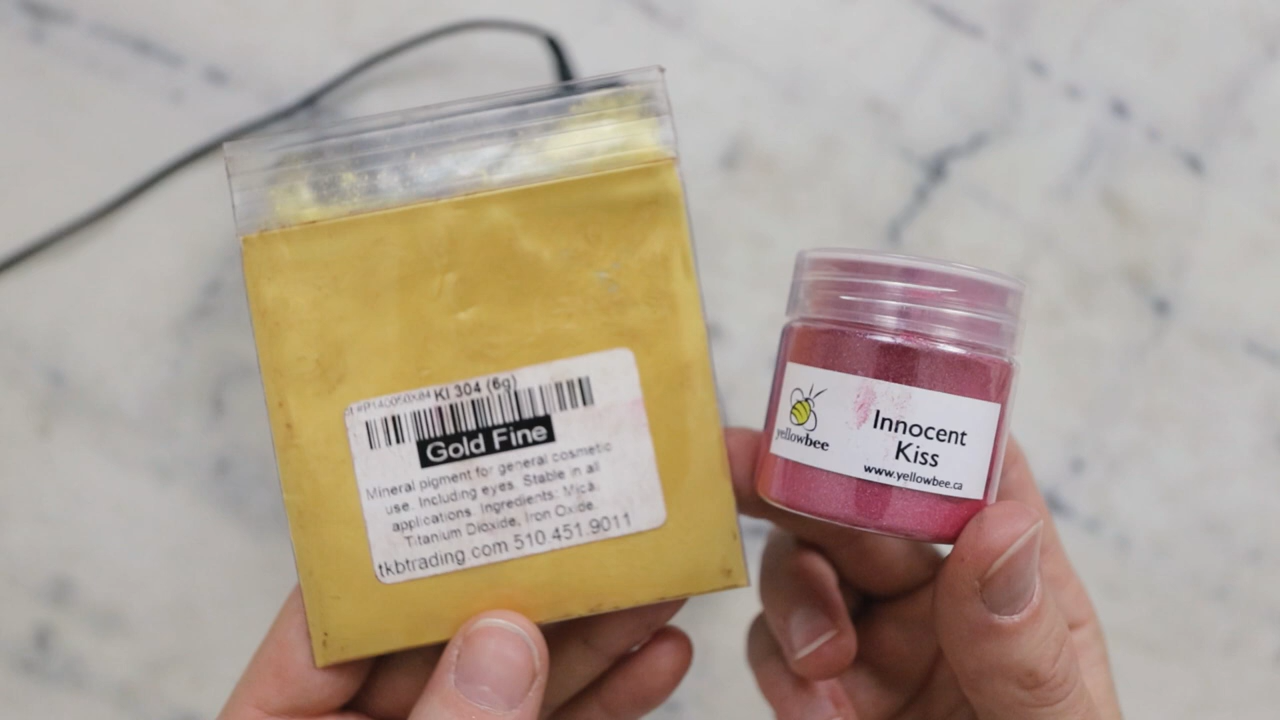 KI 304 (6g)
Gold Fine
Mineral pigment for general cosmetic
use. Including eyes. Stable in all
applications. Ingredients: Mica,
Titanium Dioxide, Iron Oxide.
tkbtrading.com 510.451.9011
yellowbee
Innocent
Kiss
www.yellowbee.ca